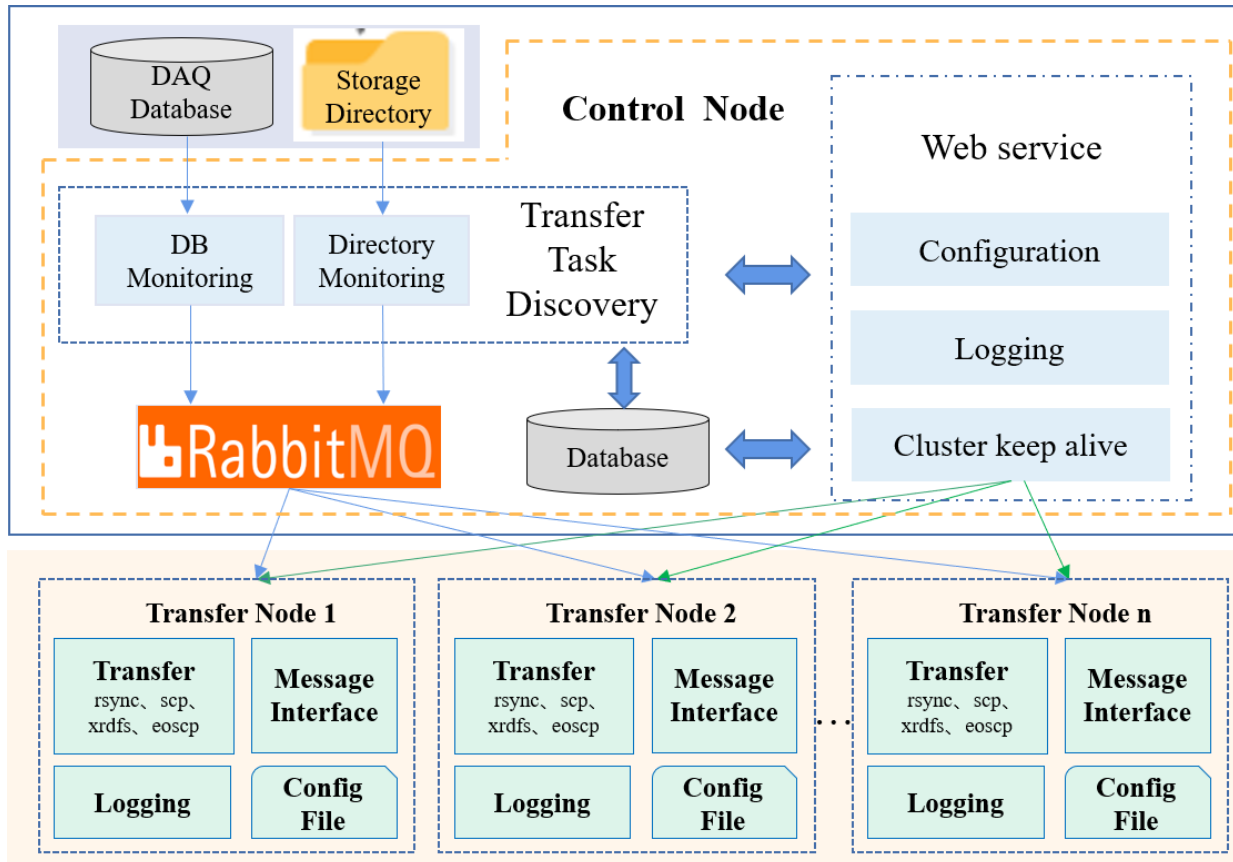 DAQ
Database
Storage
Directory
Control Node
Web service
DB
Monitoring
Directory
Monitoring
Transfer
Task
Discovery
Configuration
Logging
Cluster keep alive
RabbitMQ
Database
Transfer Node 1
Transfer
rsync、scp、
xrdfs、eoscp
Message
Interface
Logging
Config
File
Transfer Node 2
Transfer
rsync、scp、
xrdfs、eoscp
Message
Interface
Logging
Config
File
...
Transfer Node n
Transfer
rsync、scp、
xrdfs、eoscp
Message
Interface
Logging
Config
File